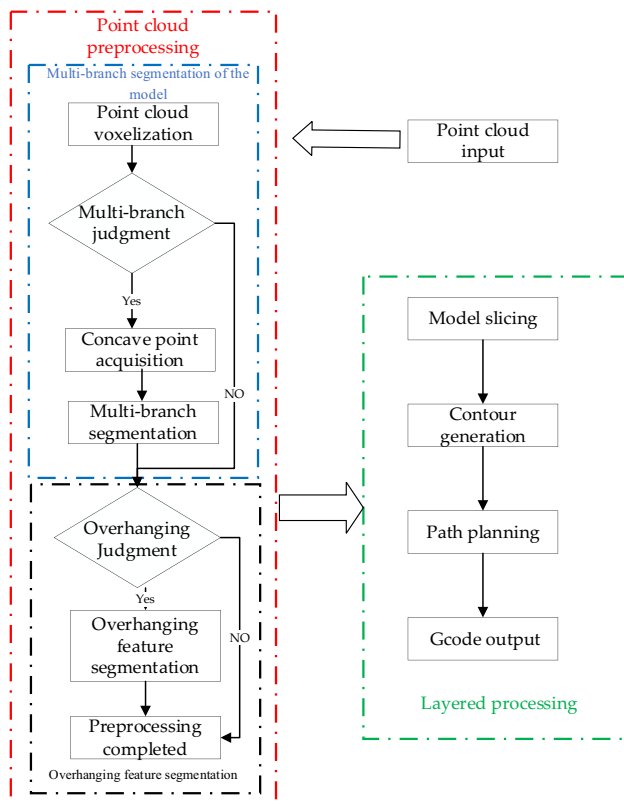 Point cloud
preprocessing
Multi-branch segmentation of the
model
Point cloud
voxelization
Multi-branch
judgment
Yes
Concave point
acquisition
NO
Multi-branch
segmentation
Overhanging
Judgment
Yes
NO
Overhanging
feature
segmentation
Preprocessing
completed
Overhanging feature segmentation
Point cloud
input
Model slicing
Contour
generation
Path planning
Gcode output
Layered processing